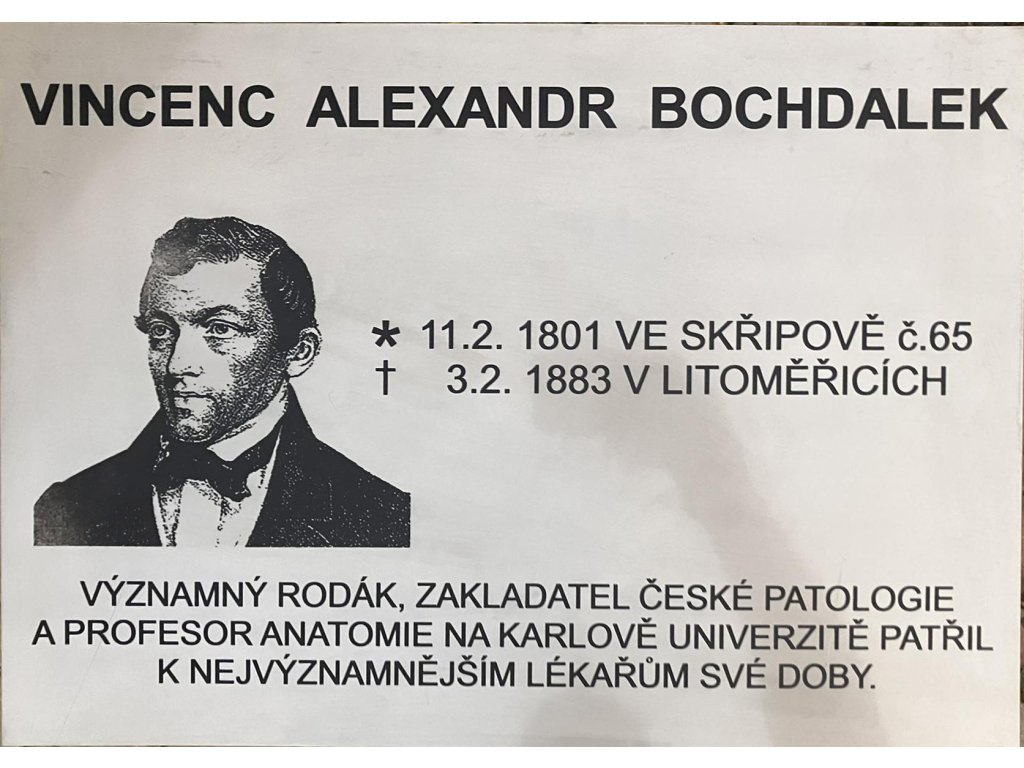 VINCENC ALEXANDR BOCHDALEK
* 11.2. 1801 VE SKŘIPOVĚ č.65
† 3.2. 1883 V LITOMĚŘICÍCH
VÝZNAMNÝ RODÁK, ZAKLADATEL ČESKÉ PATOLOGIE
A PROFESOR ANATOMIE NA KARLOVĚ UNIVERZITĚ PATŘIL
K NEJVÝZNAMNĚJŠÍM LÉKAŘŮM SVÉ DOBY.